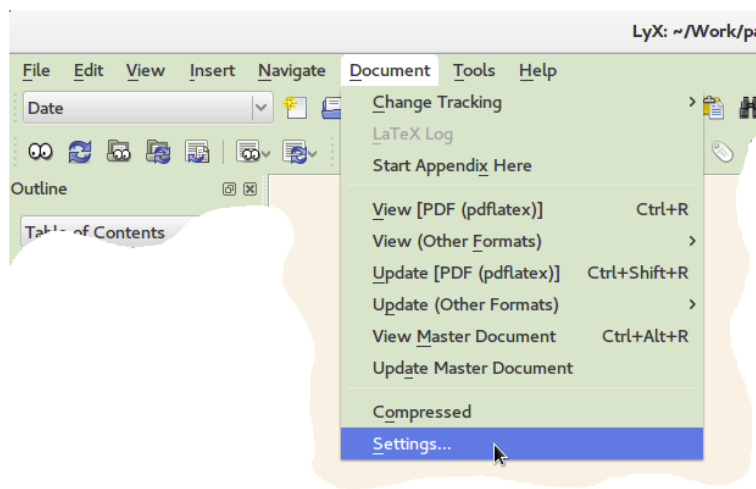 LyX: ~/Work/pa
File Edit View Insert Navigate Document Tools Help
Date
Change Tracking
LaTeX Log
Start Appendix Here
Outline
Table of Contents
View [PDF (pdflatex)] Ctrl+R
View (Other Formats)
Update [PDF (pdflatex)] Ctrl+Shift+R
Update (Other Formats)
View Master Document Ctrl+Alt+R
Update Master Document
Compressed
Settings...